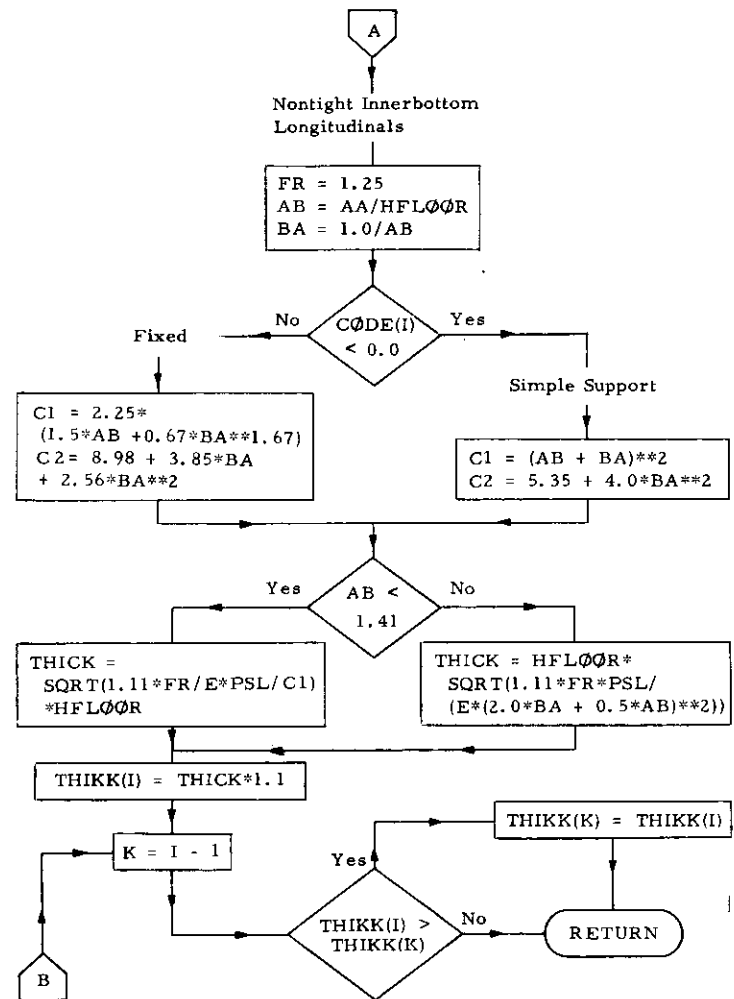 A
Nontight Innerbottom
Longitudinals
FR = 1.25
AB = AA/HFLØØR
BA = 1.0/AB
CØDE(I)
< 0.0
No
Yes
Fixed
Simple Support
C1 = 2.25*
(1.5*AB +0.67*BA**1.67)
C2= 8.98 + 3.85*BA
+ 2.56*BA**2
C1 = (AB + BA)**2
C2 = 5.35 + 4.0*BA**2
AB <
1.41
Yes
No
THICK =
SQRT(1.11*FR/E*PSL/C1)
*HFLØØR
THICK = HFLØØR*
SQRT(1.11*FR*PSL/
(E*(2.0*BA + 0.5*AB)**2))
THIKK(I) = THICK*1.1
K = I - 1
THIKK(I) >
THIKK(K)
Yes
No
THIKK(K) = THIKK(I)
RETURN
B